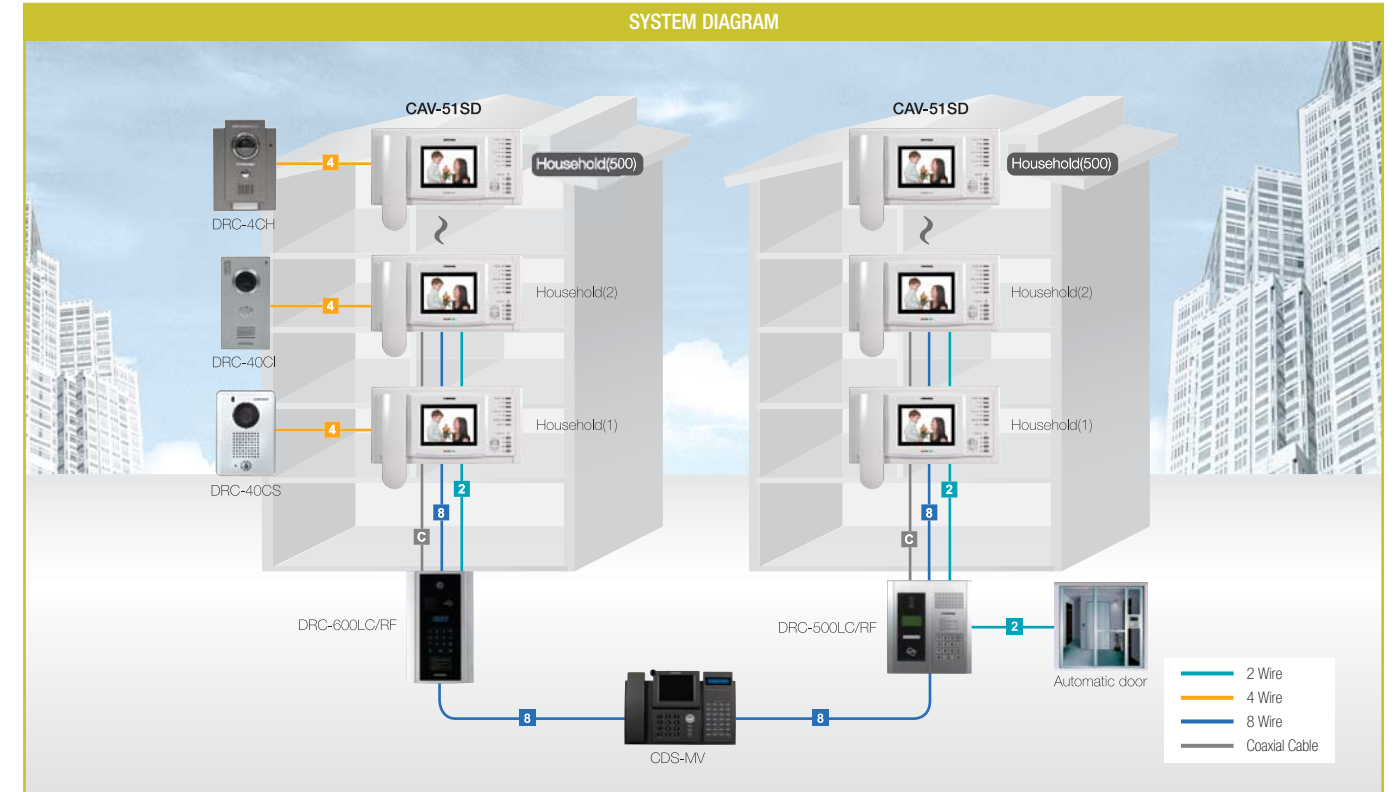 SYSTEM DIAGRAM
CAV-51SD
CAV-51SD
4
Household(500)
Household(500)
DRC-4CH
4
Household(2)
Household(2)
DRC-40CI
4
Household(1)
Household(1)
DRC-40CS
2
2
8
8
C
C
DRC-600LC/RF
DRC-500LC/RF
2
Automatic door
8
8
CDS-MV
2 Wire
4 Wire
8 Wire
Coaxial Cable